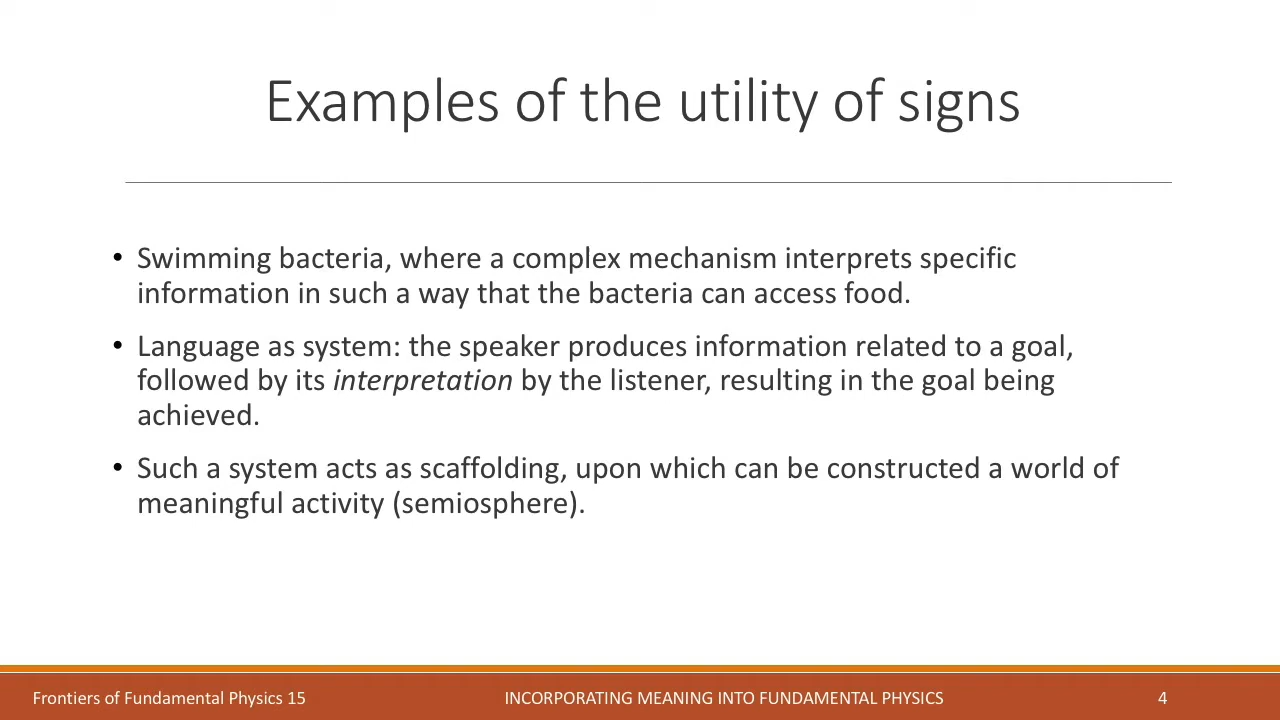 Examples of the utility of signs
• Swimming bacteria, where a complex mechanism interprets specific
information in such a way that the bacteria can access food.
• Language as system: the speaker produces information related to a goal,
followed by its interpretation by the listener, resulting in the goal being
achieved.
• Such a system acts as scaffolding, upon which can be constructed a world of
meaningful activity (semiosphere).
Frontiers of Fundamental Physics 15 INCORPORATING MEANING INTO FUNDAMENTAL PHYSICS 4